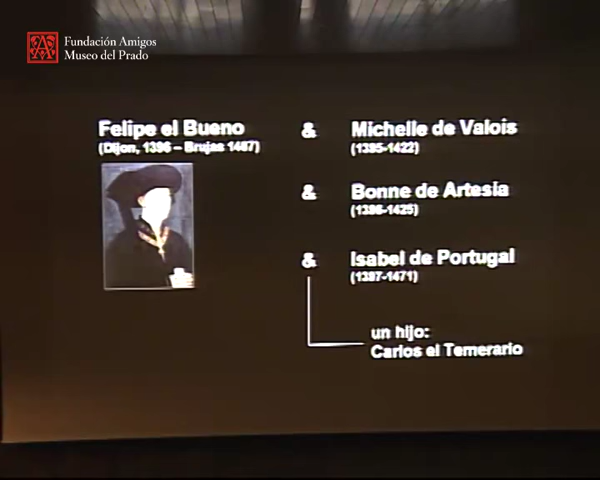 Fundación Amigos
Museo del Prado
Felipe el Bueno
(Dijon, 1396 – Brujas 1467)
& Michelle de Valois
(1395-1422)
& Bonne de Artesia
(1396-1425)
& Isabel de Portugal
(1397-1471)
un hijo:
Carlos el Temerario